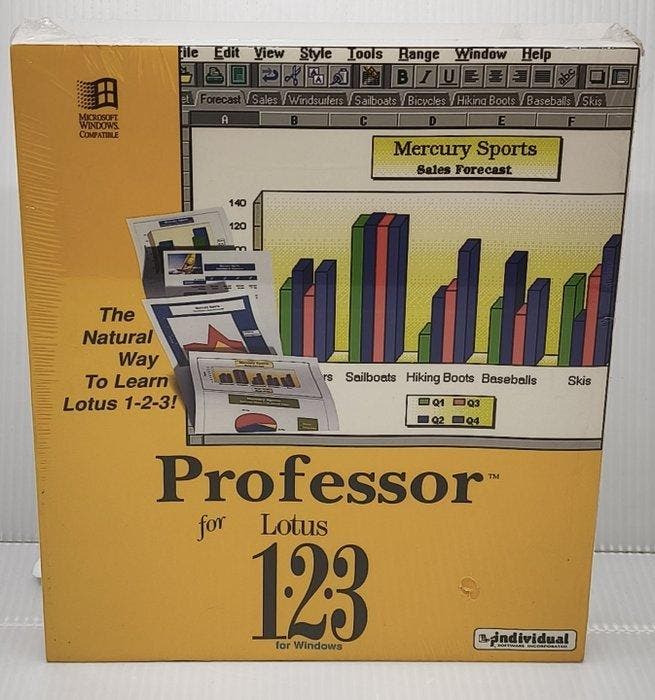 File Edit View Style Tools Range Window Help
B I U abc
et Forecast Sales Windsurfers Sailboats Bicycles Hiking Boots Baseballs Skis
A B C D E F
MICROSOFT
WINDOWS
COMPATIBLE
Mercury Sports
Sales Forecast
140
120
The
Natural
Way
To Learn
Lotus 1-2-3!
rs Sailboats Hiking Boots Baseballs Skis
Q1 Q3
Q2 Q4
Professor™
for Lotus
1·2·3
for Windows
individual
SOFTWARE INCORPORATED